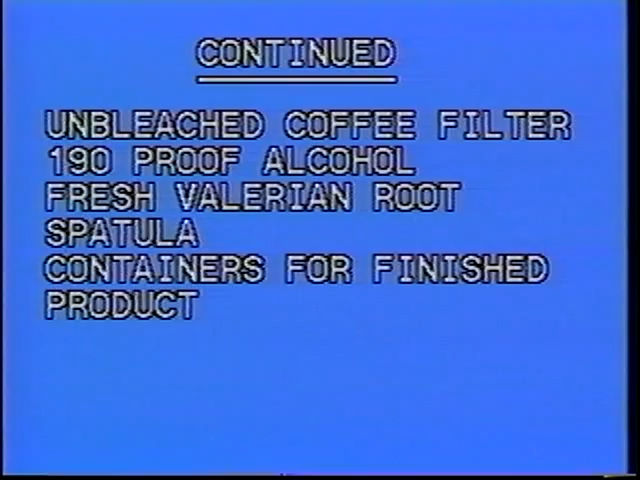 CONTINUED
UNBLEACHED COFFEE FILTER
190 PROOF ALCOHOL
FRESH VALERIAN ROOT
SPATULA
CONTAINERS FOR FINISHED
PRODUCT